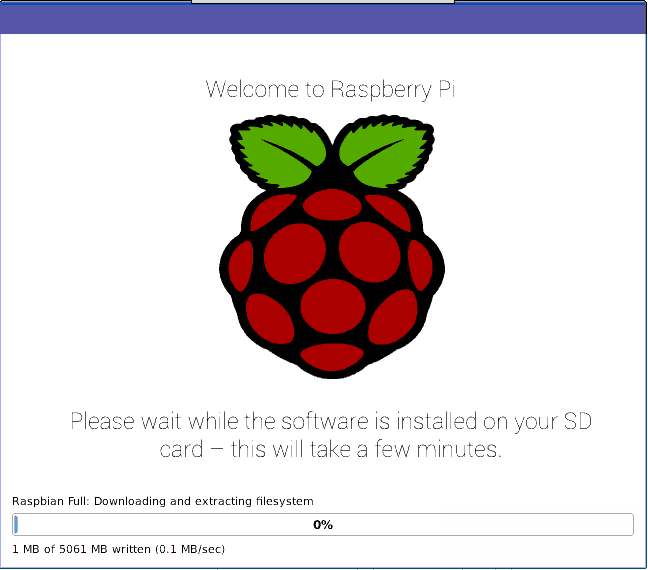 Welcome to Raspberry Pi
Please wait while the software is installed on your SD
card – this will take a few minutes.
Raspbian Full: Downloading and extracting filesystem
0%
1 MB of 5061 MB written (0.1 MB/sec)